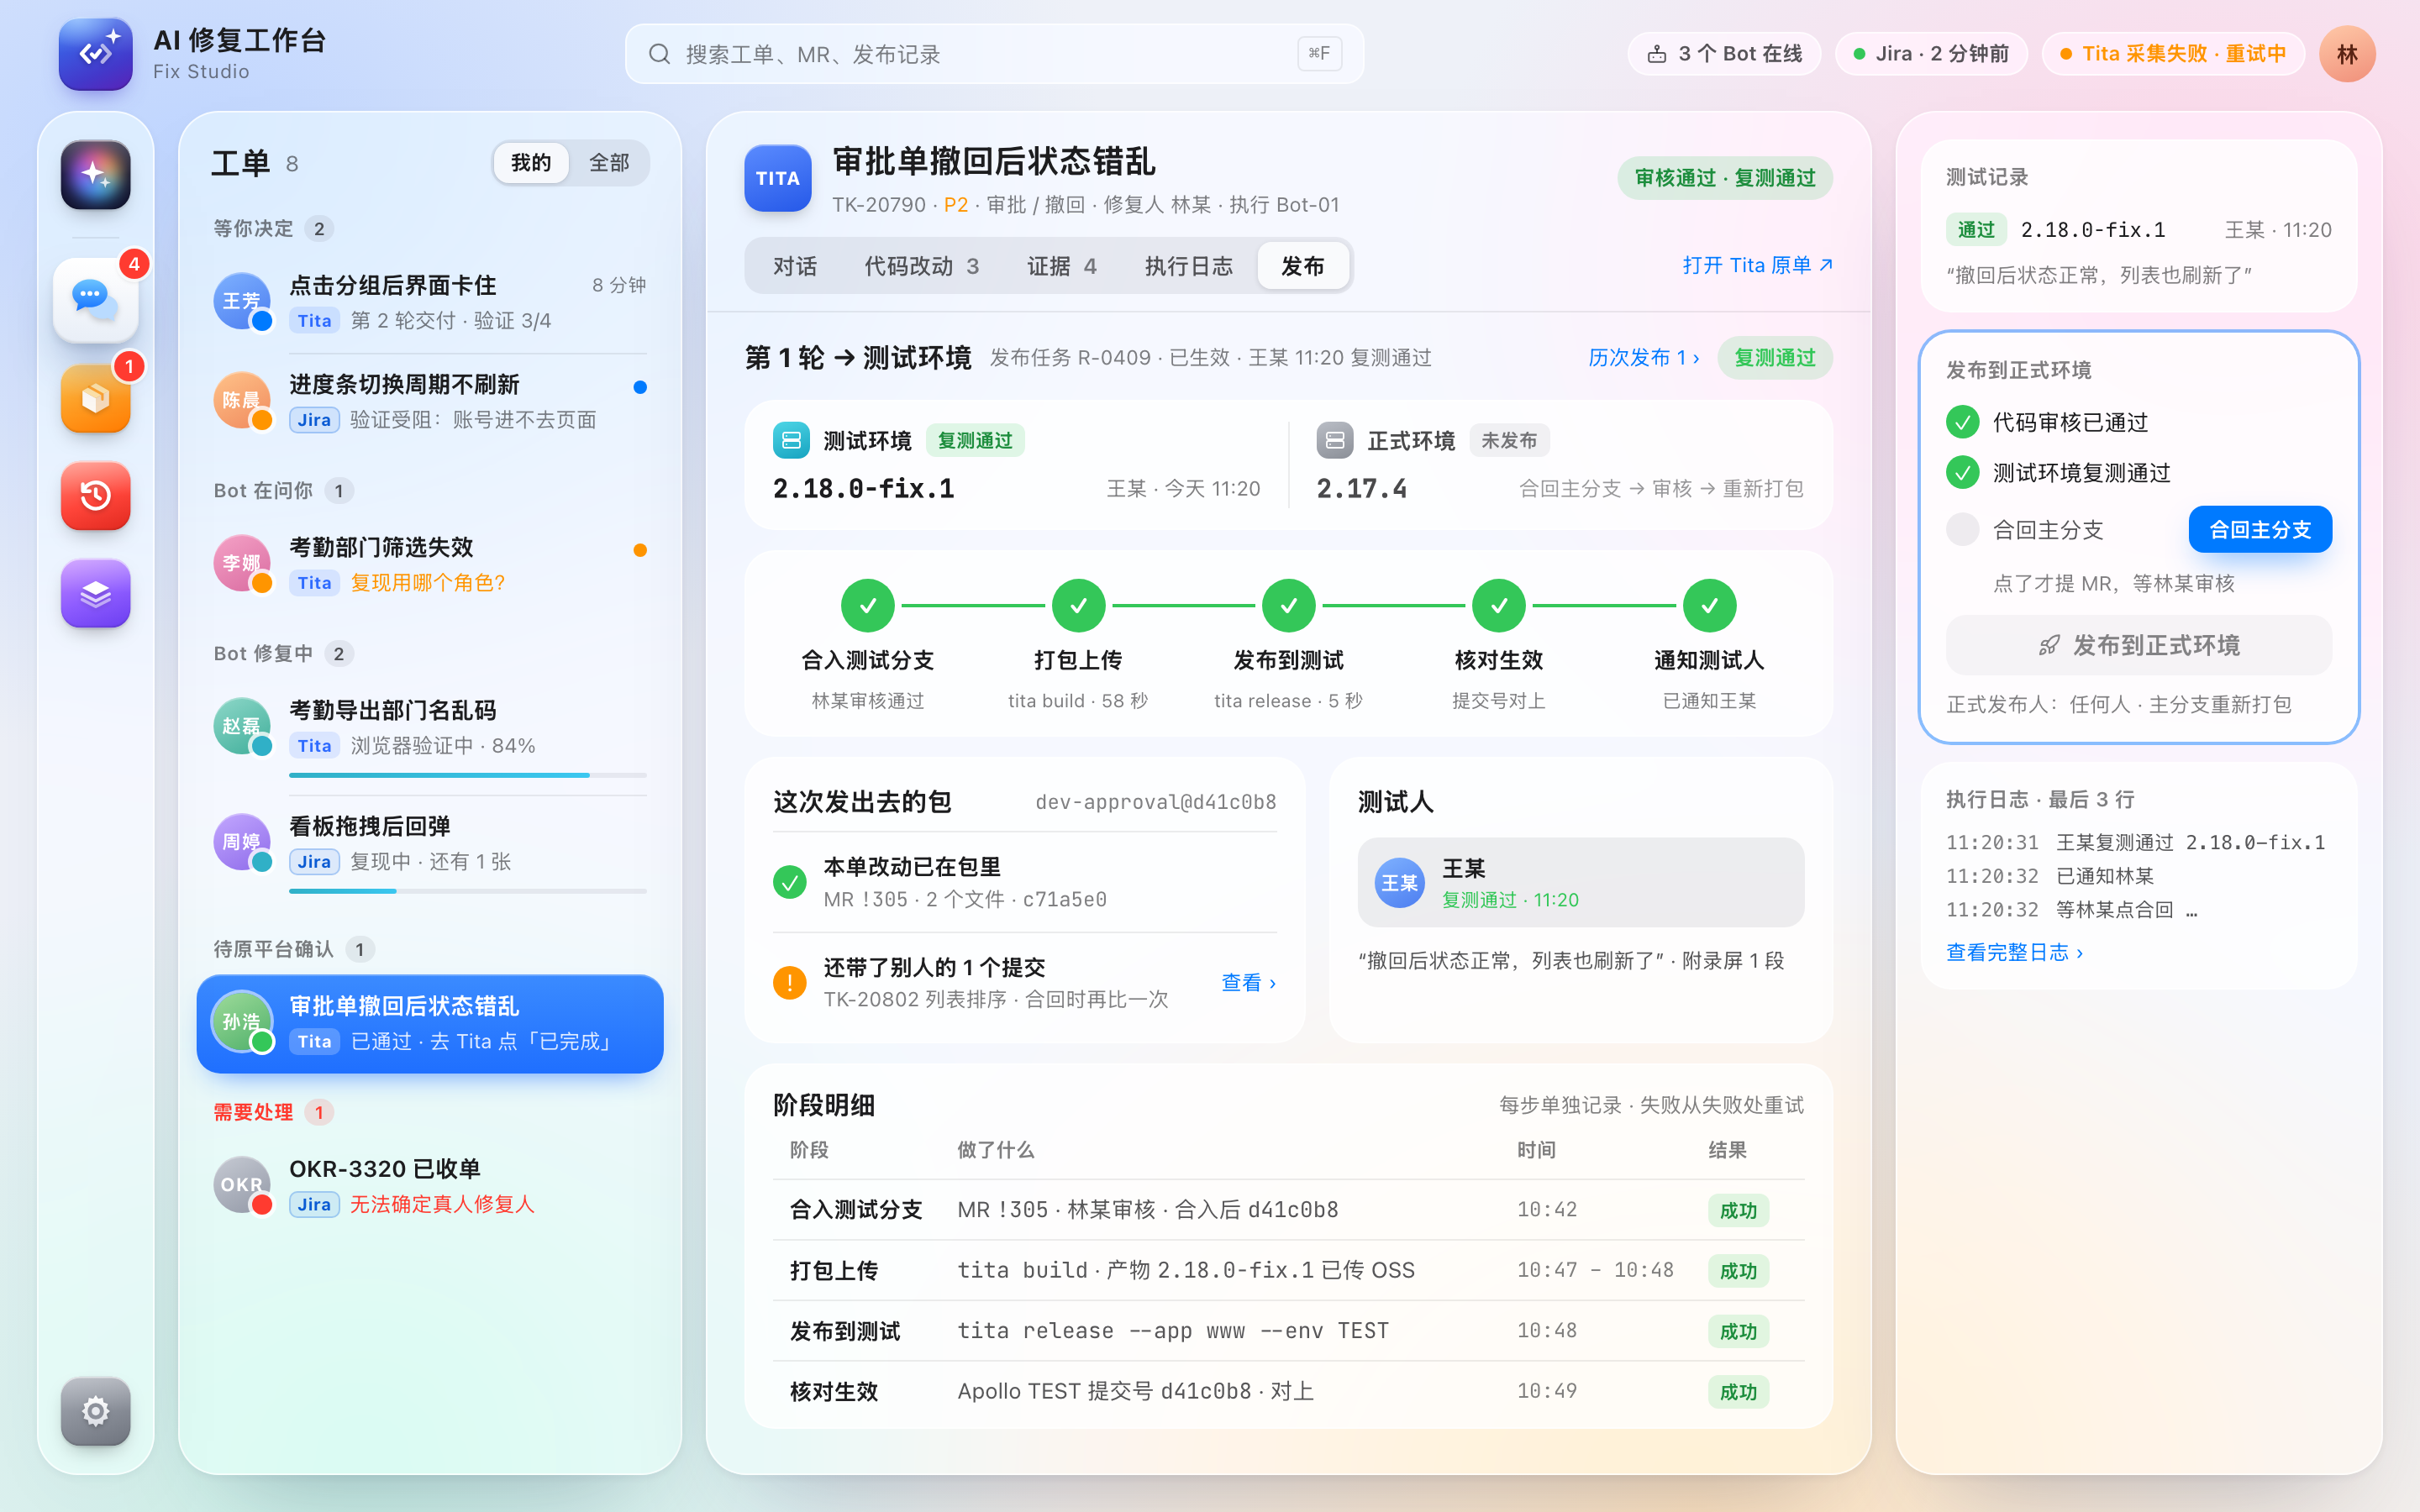 AI 修复工作台
Fix Studio
搜索工单、MR、发布记录
⌘F
3 个 Bot 在线
Jira · 2 分钟前
Tita 采集失败 · 重试中
林
4
1
工单 8
我的 全部
等你决定 2
王芳
点击分组后界面卡住
8 分钟
Tita 第 2 轮交付 · 验证 3/4
陈晨
进度条切换周期不刷新
Jira 验证受阻：账号进不去页面
Bot 在问你 1
李娜
考勤部门筛选失效
Tita 复现用哪个角色？
Bot 修复中 2
赵磊
考勤导出部门名乱码
Tita 浏览器验证中 · 84%
周婷
看板拖拽后回弹
Jira 复现中 · 还有 1 张
待原平台确认 1
孙浩
审批单撤回后状态错乱
Tita 已通过 · 去 Tita 点「已完成」
需要处理 1
OKR
OKR-3320 已收单
Jira 无法确定真人修复人
TITA
审批单撤回后状态错乱
TK-20790 · P2 · 审批 / 撤回 · 修复人 林某 · 执行 Bot-01
审核通过 · 复测通过
对话 代码改动 3 证据 4 执行日志 发布
打开 Tita 原单 ↗
第 1 轮 → 测试环境 发布任务 R-0409 · 已生效 · 王某 11:20 复测通过
历次发布 1 › 复测通过
测试环境 复测通过
2.18.0-fix.1 王某 · 今天 11:20
正式环境 未发布
2.17.4 合回主分支 → 审核 → 重新打包
合入测试分支
林某审核通过
打包上传
tita build · 58 秒
发布到测试
tita release · 5 秒
核对生效
提交号对上
通知测试人
已通知王某
这次发出去的包 dev-approval@d41c0b8
本单改动已在包里
MR !305 · 2 个文件 · c71a5e0
还带了别人的 1 个提交
TK-20802 列表排序 · 合回时再比一次
查看 ›
测试人
王某
王某
复测通过 · 11:20
“撤回后状态正常，列表也刷新了” · 附录屏 1 段
阶段明细 每步单独记录 · 失败从失败处重试
阶段 做了什么 时间 结果
合入测试分支 MR !305 · 林某审核 · 合入后 d41c0b8 10:42 成功
打包上传 tita build · 产物 2.18.0-fix.1 已传 OSS 10:47 – 10:48 成功
发布到测试 tita release --app www --env TEST 10:48 成功
核对生效 Apollo TEST 提交号 d41c0b8 · 对上 10:49 成功
测试记录
通过 2.18.0-fix.1 王某 · 11:20
“撤回后状态正常，列表也刷新了”
发布到正式环境
代码审核已通过
测试环境复测通过
合回主分支 合回主分支
点了才提 MR，等林某审核
发布到正式环境
正式发布人：任何人 · 主分支重新打包
执行日志 · 最后 3 行
11:20:31 王某复测通过 2.18.0-fix.1
11:20:32 已通知林某
11:20:32 等林某点合回 …
查看完整日志 ›